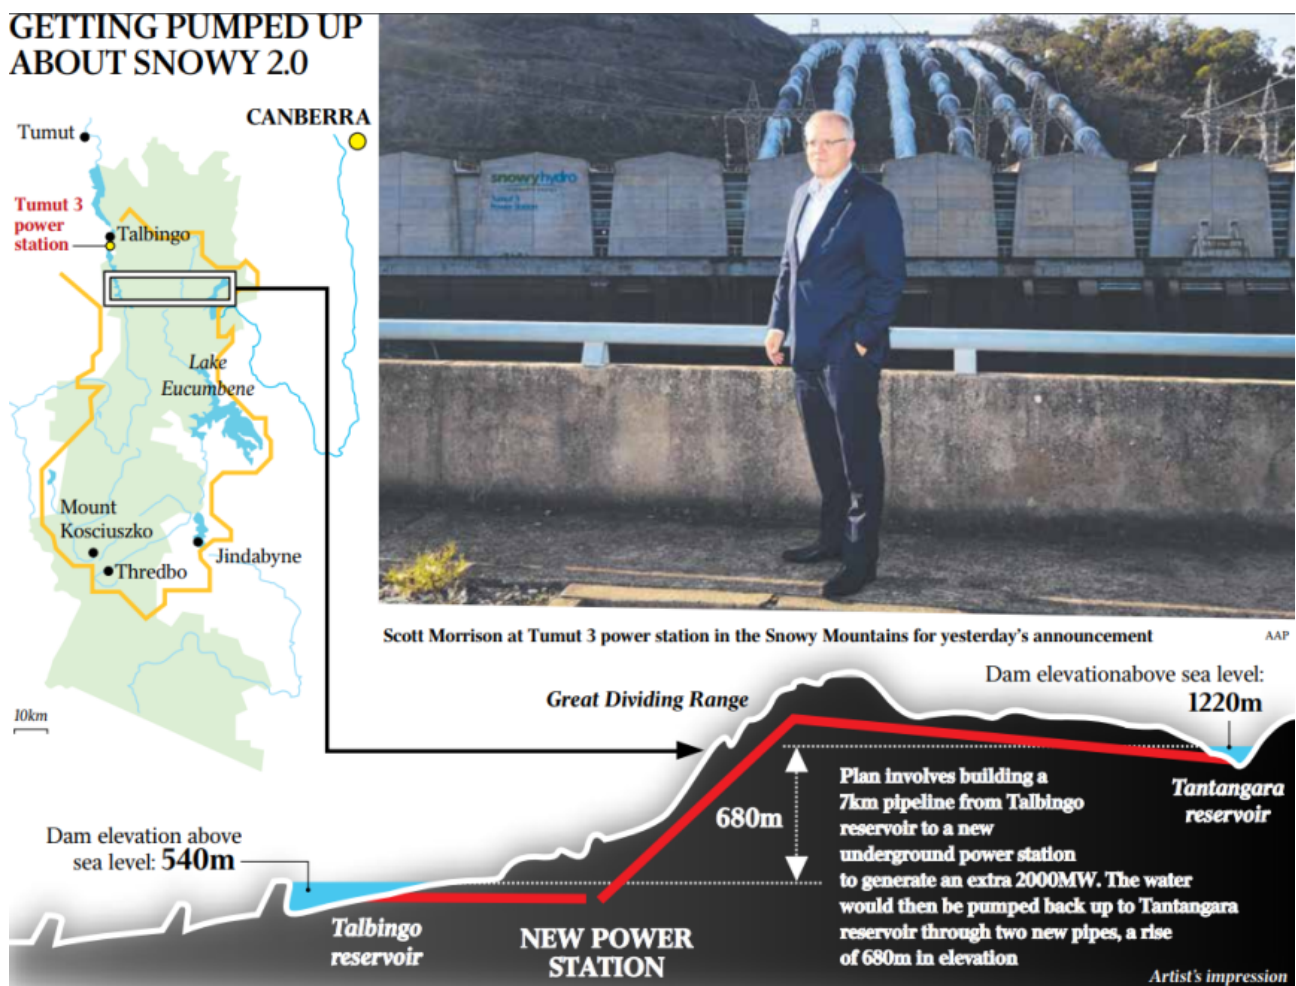 GETTING PUMPED UP
ABOUT SNOWY 2.0
CANBERRA
Tumut
Tumut 3
power
station
Talbingo
Lake
Eucumbene
Mount
Kosciuszko
Thredbo
Jindabyne
10km
snowyhydro
Tumut 3
Power Station
Scott Morrison at Tumut 3 power station in the Snowy Mountains for yesterday's announcement
AAP
Great Dividing Range
Dam elevationabove sea level:
1220m
Tantangara
reservoir
680m
Plan involves building a
7km pipeline from Talbingo
reservoir to a new
underground power station
to generate an extra 2000MW. The water
would then be pumped back up to Tantangara
reservoir through two new pipes, a rise
of 680m in elevation
Dam elevation above
sea level: 540m
Talbingo
reservoir
NEW POWER
STATION
Artist's impression